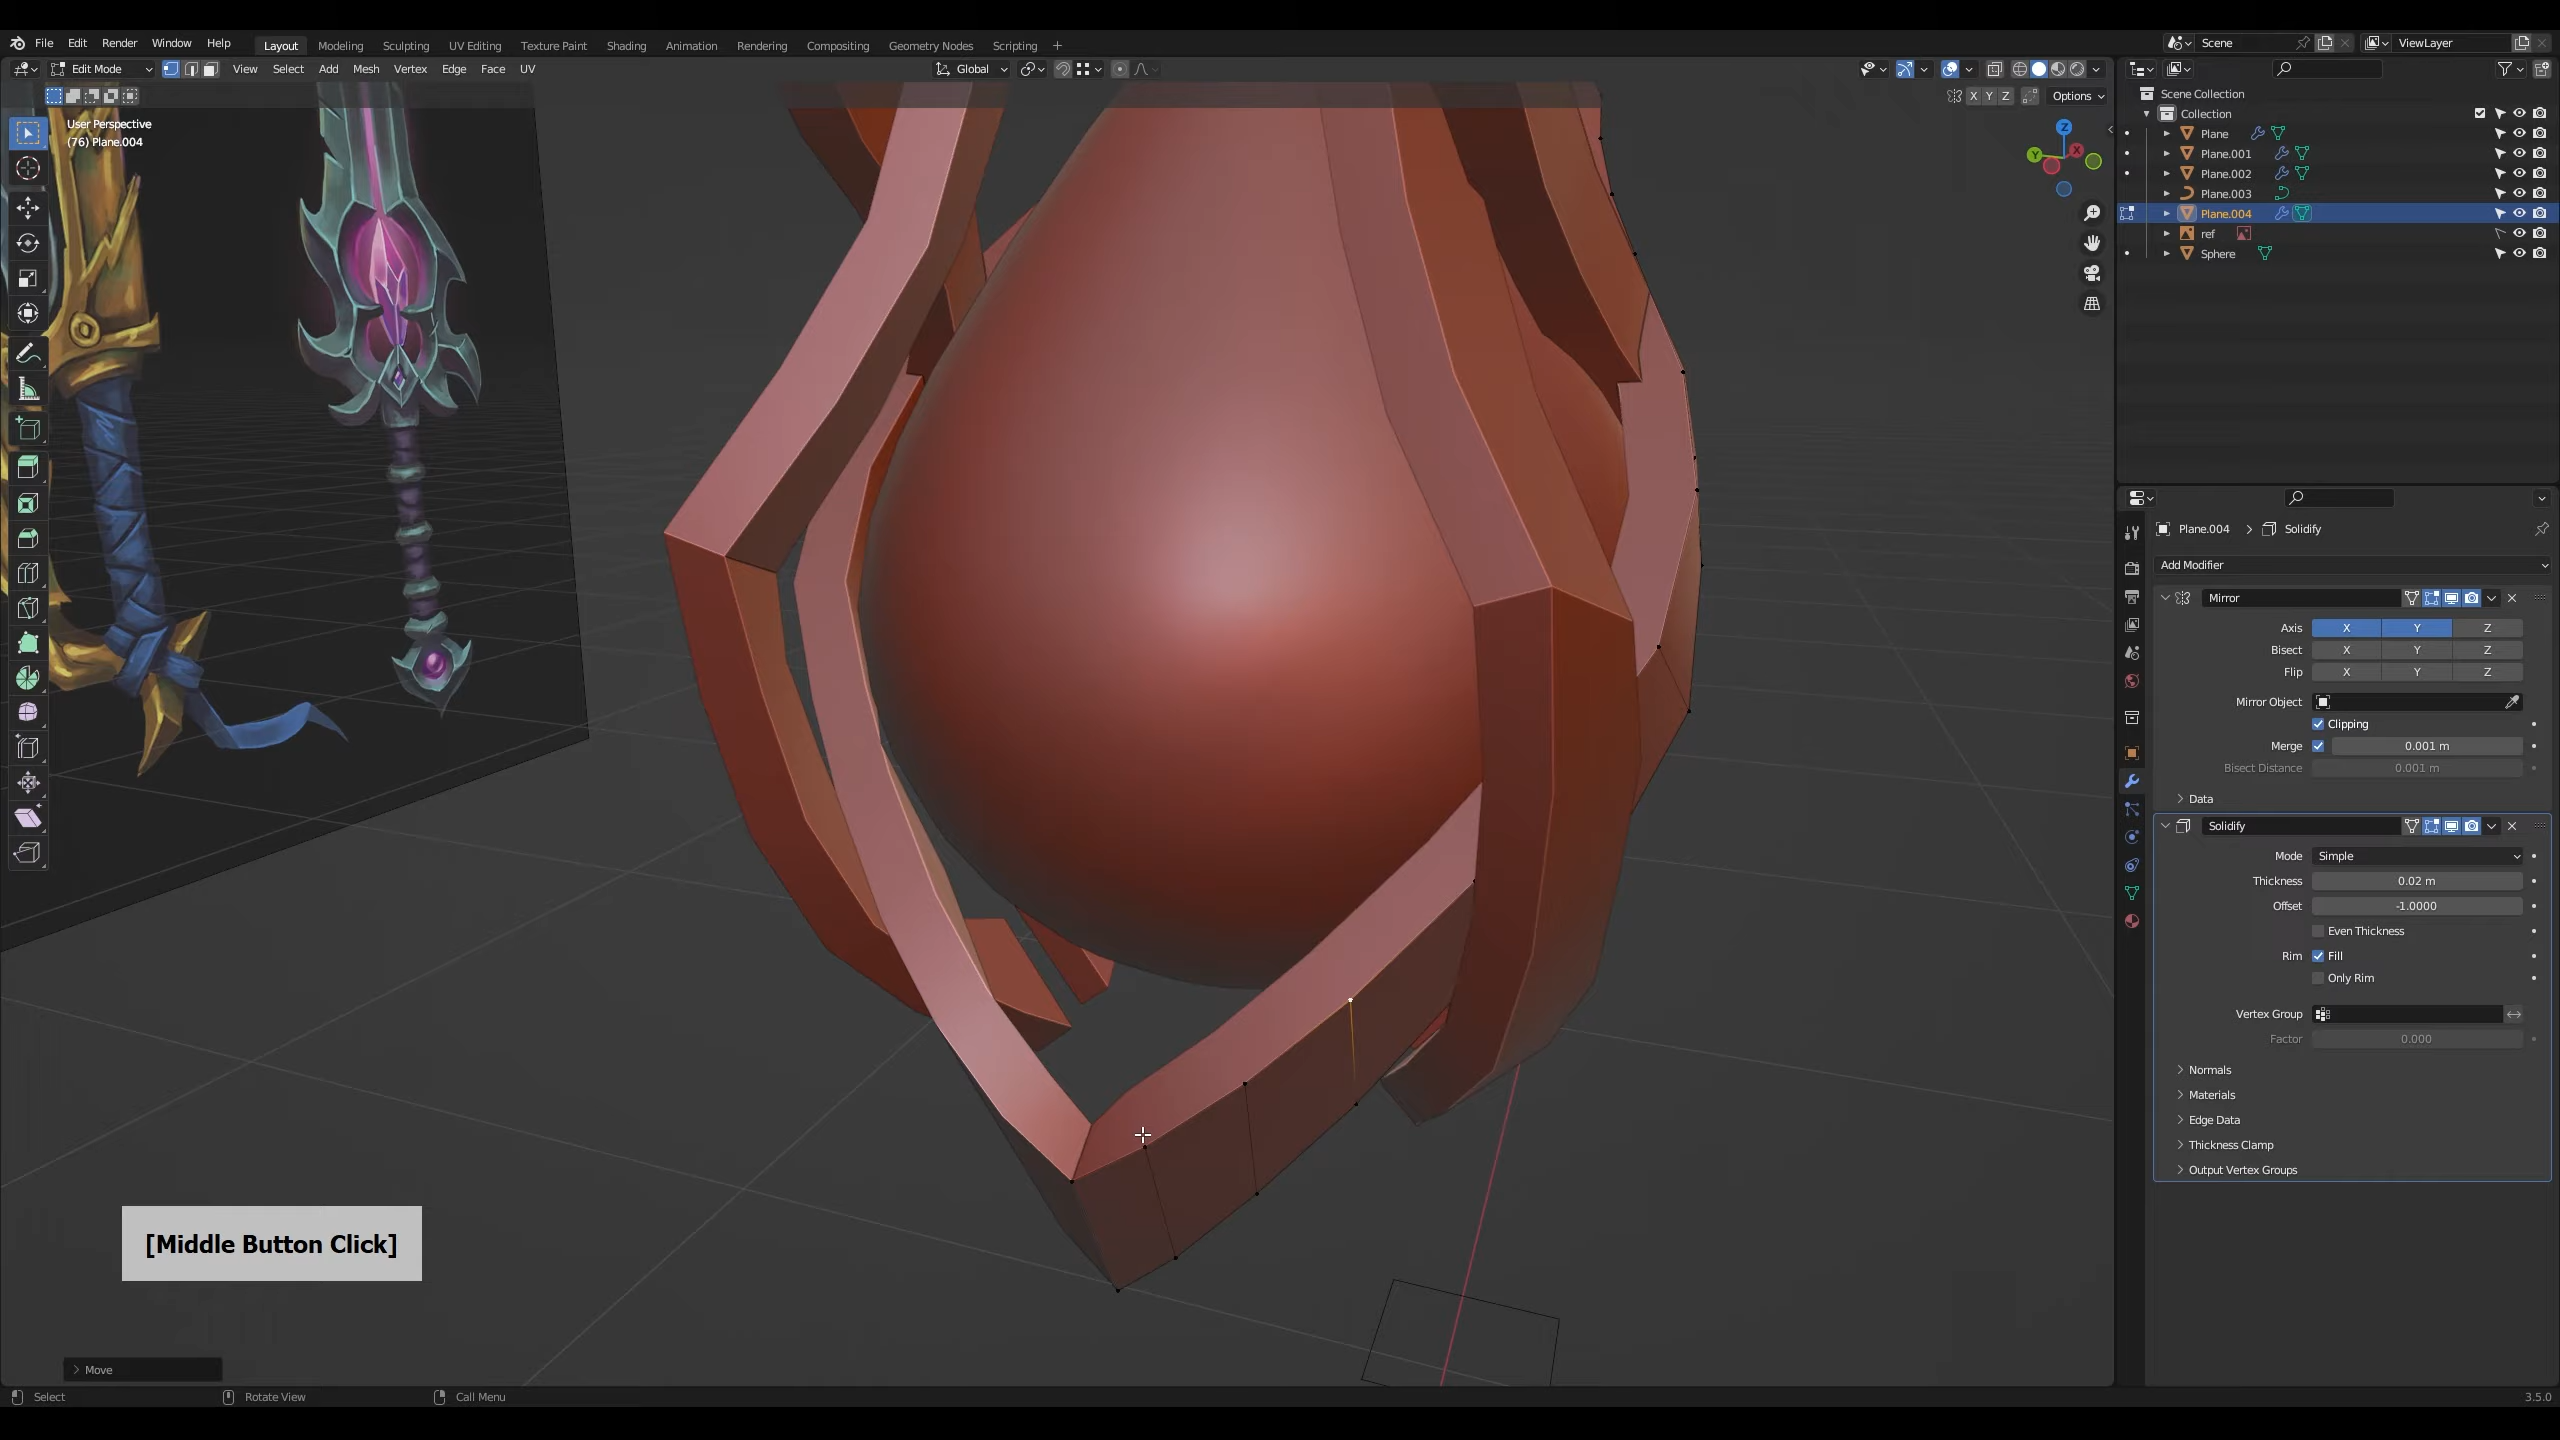 File Edit Render Window Help Layout Modeling Sculpting UV Editing Texture Paint Shading Animation Rendering Compositing Geometry Nodes Scripting + Scene ViewLayer
Edit Mode View Select Add Mesh Vertex Edge Face UV Global
X Y Z Options
User Perspective
(76) Plane.004
Z
Y X
Scene Collection
Collection
Plane
Plane.001
Plane.002
Plane.003
Plane.004
ref
Sphere
Plane.004 > Solidify
Add Modifier
Mirror
Axis X Y Z
Bisect X Y Z
Flip X Y Z
Mirror Object
Clipping
Merge 0.001 m
Bisect Distance 0.001 m
Data
Solidify
Mode Simple
Thickness 0.02 m
Offset -1.0000
Even Thickness
Rim Fill
Only Rim
Vertex Group
Factor 0.000
Normals
Materials
Edge Data
Thickness Clamp
Output Vertex Groups
[Middle Button Click]
Move
Select Rotate View Call Menu 3.5.0